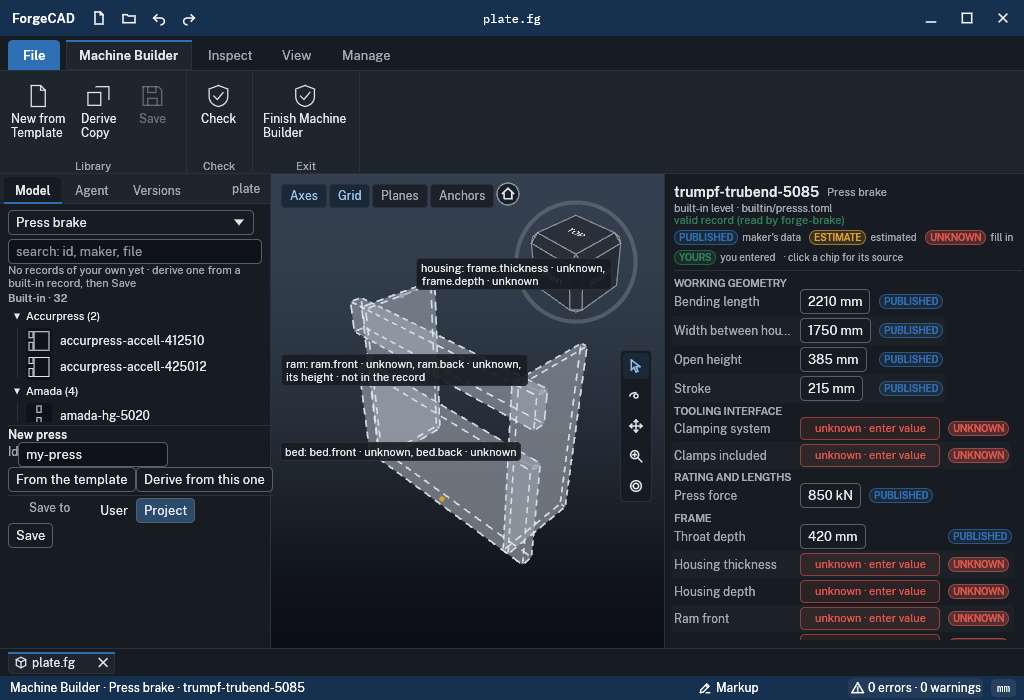 ForgeCAD
plate.fg
File
Machine Builder
Inspect
View
Manage
New from
Template
Derive
Copy
Save
Check
Finish Machine
Builder
Library
Check
Exit
Model
Agent
Versions
plate
Press brake
search: id, maker, file
No records of your own yet · derive one from a
built-in record, then Save
Built-in · 32
Accurpress (2)
accurpress-accell-412510
accurpress-accell-425012
Amada (4)
amada-hg-5020
New press
Id
my-press
From the template
Derive from this one
Save to
User
Project
Save
Axes
Grid
Planes
Anchors
TOP
housing: frame.thickness · unknown,
frame.depth · unknown
ram: ram.front · unknown, ram.back · unknown,
its height · not in the record
bed: bed.front · unknown, bed.back · unknown
trumpf-trubend-5085 Press brake
built-in level · builtin/presss.toml
valid record (read by forge-brake)
PUBLISHED maker's data ESTIMATE estimated UNKNOWN fill in
YOURS you entered · click a chip for its source
WORKING GEOMETRY
Bending length 2210 mm PUBLISHED
Width between hou... 1750 mm PUBLISHED
Open height 385 mm PUBLISHED
Stroke 215 mm PUBLISHED
TOOLING INTERFACE
Clamping system unknown · enter value UNKNOWN
Clamps included unknown · enter value UNKNOWN
RATING AND LENGTHS
Press force 850 kN PUBLISHED
FRAME
Throat depth 420 mm PUBLISHED
Housing thickness unknown · enter value UNKNOWN
Housing depth unknown · enter value UNKNOWN
Ram front unknown · enter value UNKNOWN
plate.fg
Machine Builder · Press brake · trumpf-trubend-5085
Markup
0 errors · 0 warnings
mm